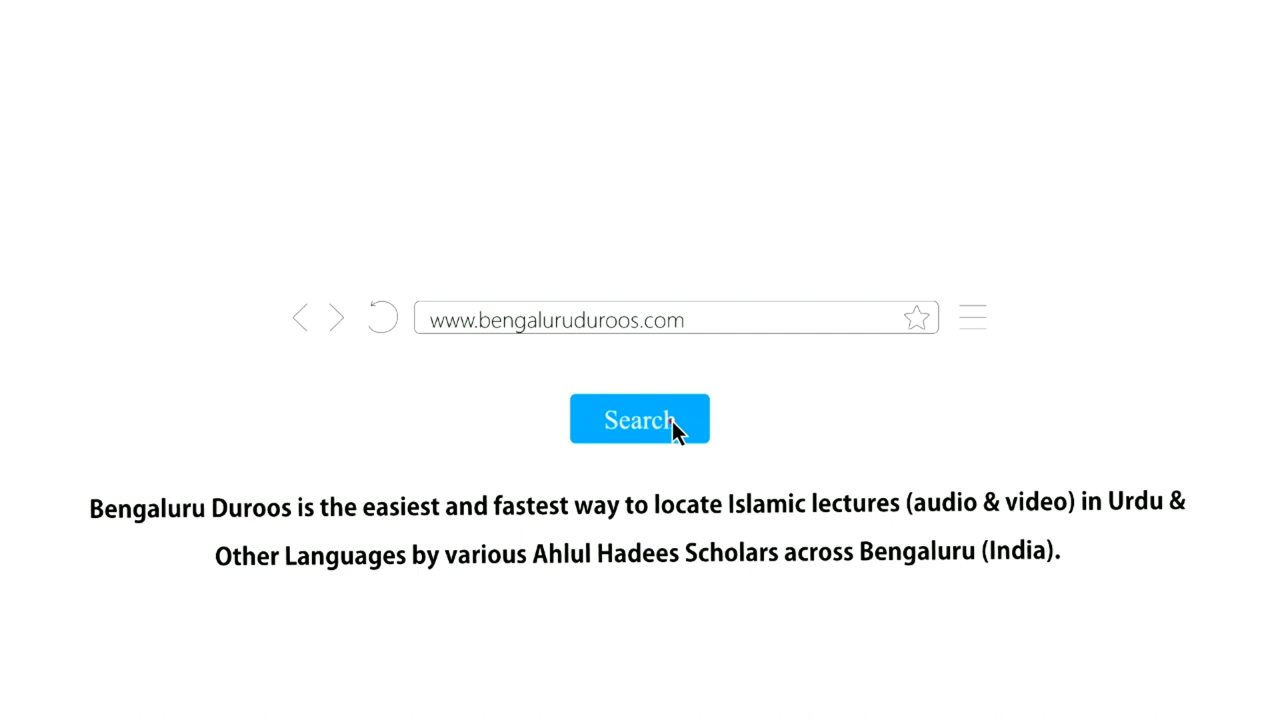 www.bengaluruduroos.com
Search
Bengaluru Duroos is the easiest and fastest way to locate Islamic lectures (audio & video) in Urdu &
Other Languages by various Ahlul Hadees Scholars across Bengaluru (India).